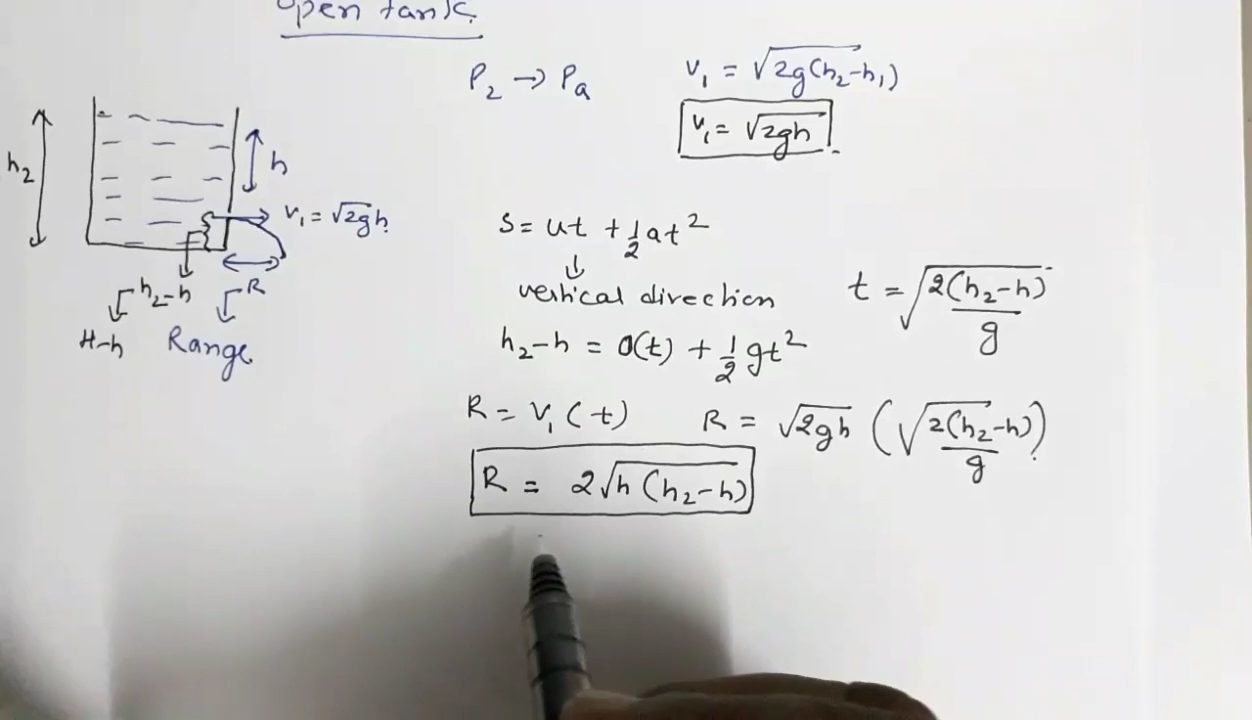 Open tank.
P₂ → Pₐ
v₁ = √2g(h₂-h₁)
v₁ = √2gh
h₂
h
v₁ = √2gh
h₂-h
R
H-h
Range
S = ut + ½at²
↓
vertical direction
t = √2(h₂-h)/g
h₂-h = 0(t) + ½gt²
R = v₁(t)
R = √2gh (√2(h₂-h)/g)
R = 2√h(h₂-h)